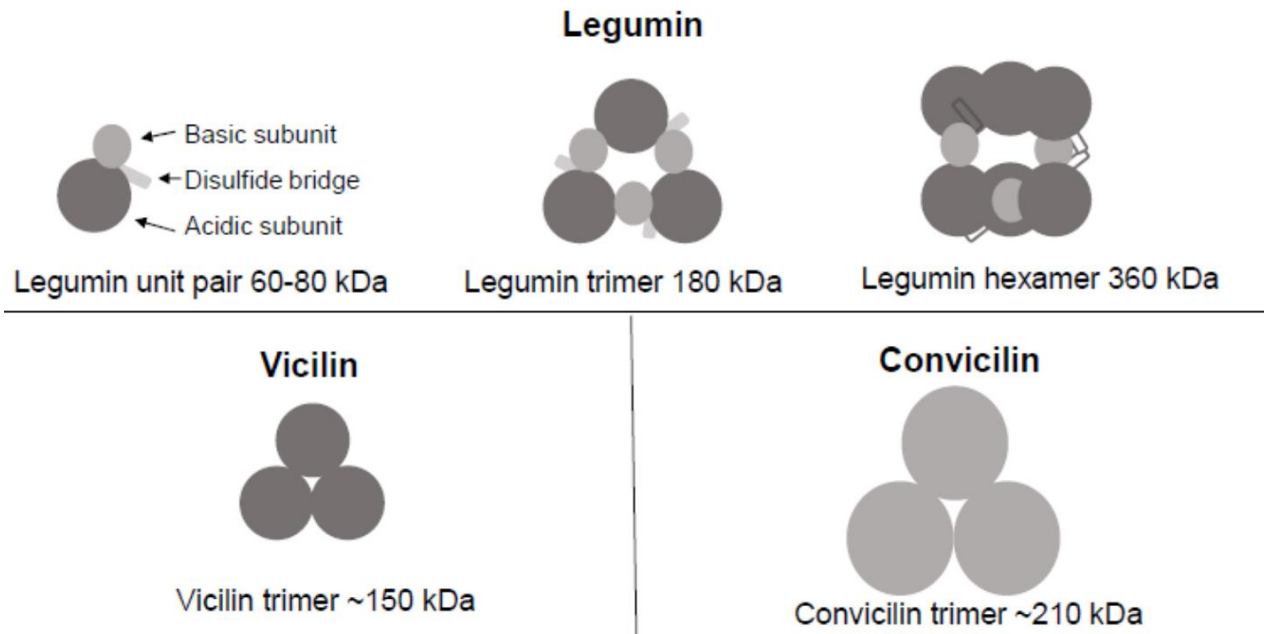 Legumin
Basic subunit
Disulfide bridge
Acidic subunit
Legumin unit pair 60-80 kDa
Legumin trimer 180 kDa
Legumin hexamer 360 kDa
Vicilin
Vicilin trimer ~150 kDa
Convicilin
Convicilin trimer ~210 kDa